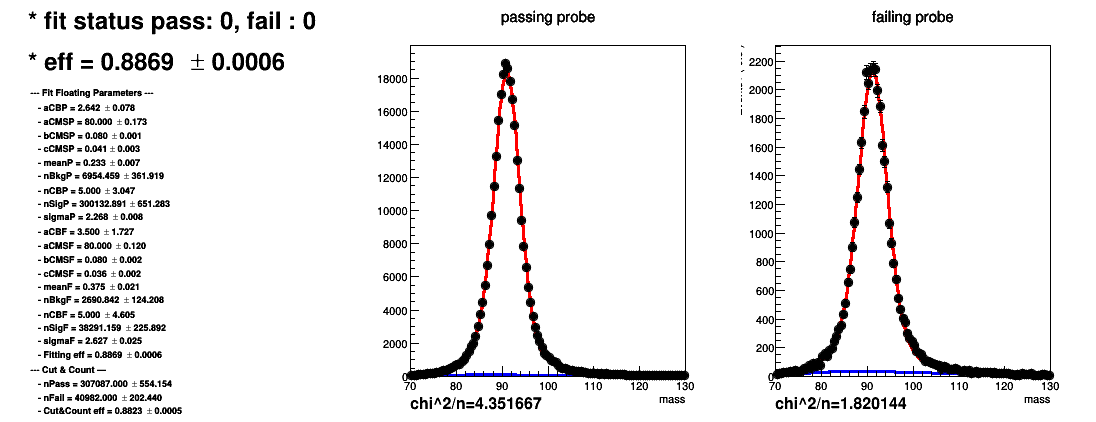 * fit status pass: 0, fail : 0
* eff = 0.8869 ± 0.0006
--- Fit Floating Parameters ---
- aCBP = 2.642 ± 0.078
- aCMSP = 80.000 ± 0.173
- bCMSP = 0.080 ± 0.001
- cCMSP = 0.041 ± 0.003
- meanP = 0.233 ± 0.007
- nBkgP = 6954.459 ± 361.919
- nCBP = 5.000 ± 3.047
- nSigP = 300132.891 ± 651.283
- sigmaP = 2.268 ± 0.008
- aCBF = 3.500 ± 1.727
- aCMSF = 80.000 ± 0.120
- bCMSF = 0.080 ± 0.002
- cCMSF = 0.036 ± 0.002
- meanF = 0.375 ± 0.021
- nBkgF = 2690.842 ± 124.208
- nCBF = 5.000 ± 4.605
- nSigF = 38291.159 ± 225.892
- sigmaF = 2.627 ± 0.025
- Fitting eff = 0.8869 ± 0.0006
--- Cut & Count ---
- nPass = 307087.000 ± 554.154
- nFail = 40982.000 ± 202.440
- Cut&Count eff = 0.8823 ± 0.0005
passing probe
18000
16000
14000
12000
10000
8000
6000
4000
2000
0
70 80 90 100 110 120 130
mass
chi^2/n=4.351667
failing probe
2200
2000
1800
1600
1400
1200
1000
800
600
400
200
0
70 80 90 100 110 120 130
mass
chi^2/n=1.820144